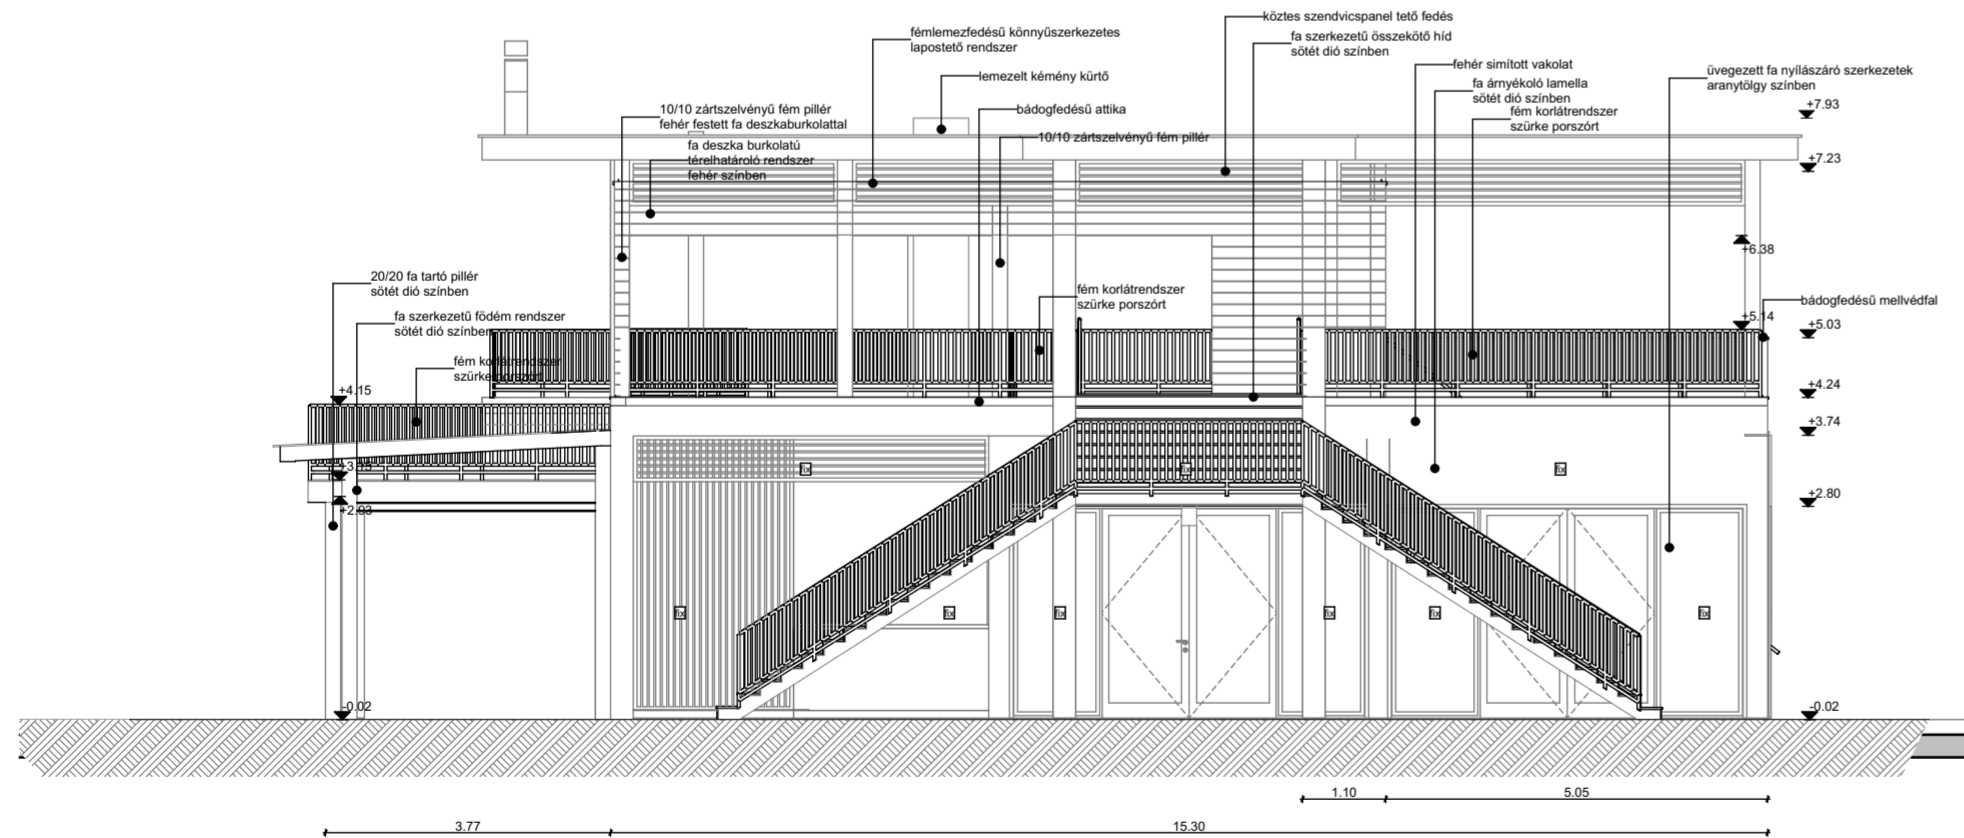 köztes szendvicspanel tető fedés
fémlemezfedésű könnyűszerkezetes
lapostető rendszer
fa szerkezetű összekötő híd
sötét dió színben
fehér simított vakolat
üvegezett fa nyílászáró szerkezetek
aranytölgy színben
lemezelt kémény kürtő
fa árnyékoló lamella
sötét dió színben
10/10 zártszelvényű fém pillér
fehér festett fa deszkaburkolattal
bádogfedésű attika
fém korlátrendszer
szürke porszórt
+7.93
10/10 zártszelvényű fém pillér
fa deszka burkolatú
térelhatároló rendszer
fehér színben
+7.23
+6.38
20/20 fa tartó pillér
sötét dió színben
fém korlátrendszer
szürke porszórt
bádogfedésű mellvédfal
fa szerkezetű födém rendszer
sötét dió színben
+5.14
+5.03
fém korlátrendszer
szürke porszórt
+4.15
+4.24
+3.74
+3.15
fix
fix
fix
+2.80
+2.93
fix
fix
fix
fix
fix
fix
-0.02
-0.02
1.10
5.05
3.77
15.30